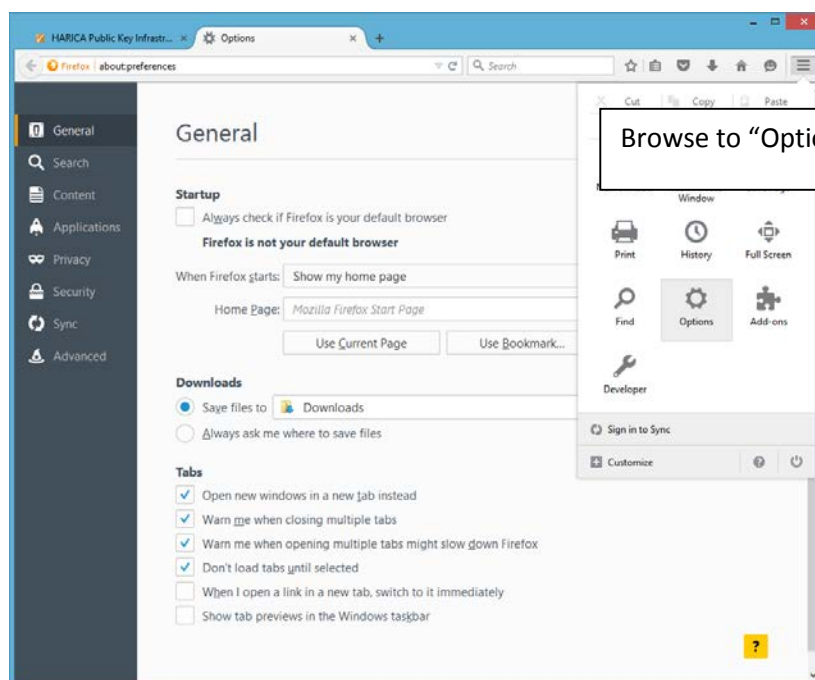 HARICA Public Key Infrastr...
Options
Firefox about:preferences
Search
Cut Copy Paste
Browse to “Optio
Window
General
Search
Content
Applications
Privacy
Security
Sync
Advanced
General
Startup
Always check if Firefox is your default browser
Firefox is not your default browser
When Firefox starts: Show my home page
Home Page: Mozilla Firefox Start Page
Use Current Page Use Bookmark...
Downloads
Save files to Downloads
Always ask me where to save files
Tabs
Open new windows in a new tab instead
Warn me when closing multiple tabs
Warn me when opening multiple tabs might slow down Firefox
Don't load tabs until selected
When I open a link in a new tab, switch to it immediately
Show tab previews in the Windows taskbar
Print History Full Screen
Find Options Add-ons
Developer
Sign in to Sync
Customize
?